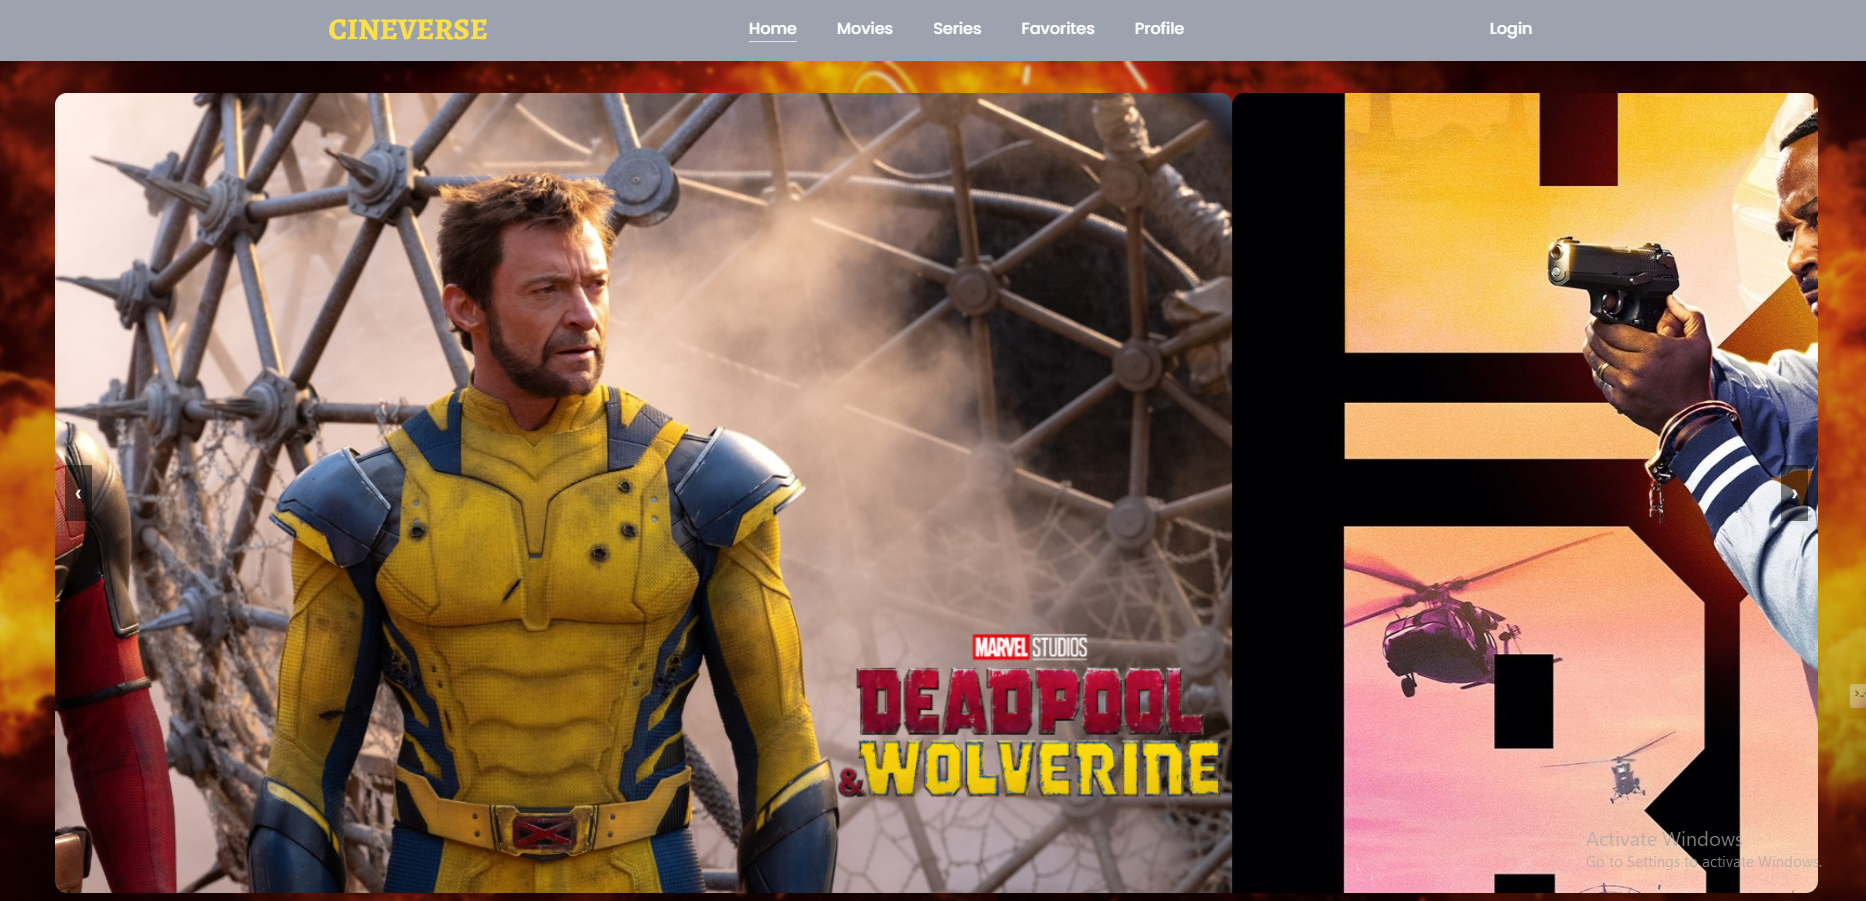 CINEVERSE
Home
Movies
Series
Favorites
Profile
Login
‹
›
MARVEL STUDIOS
DEADPOOL
&WOLVERINE
Activate Windows
Go to Settings to activate Windows.